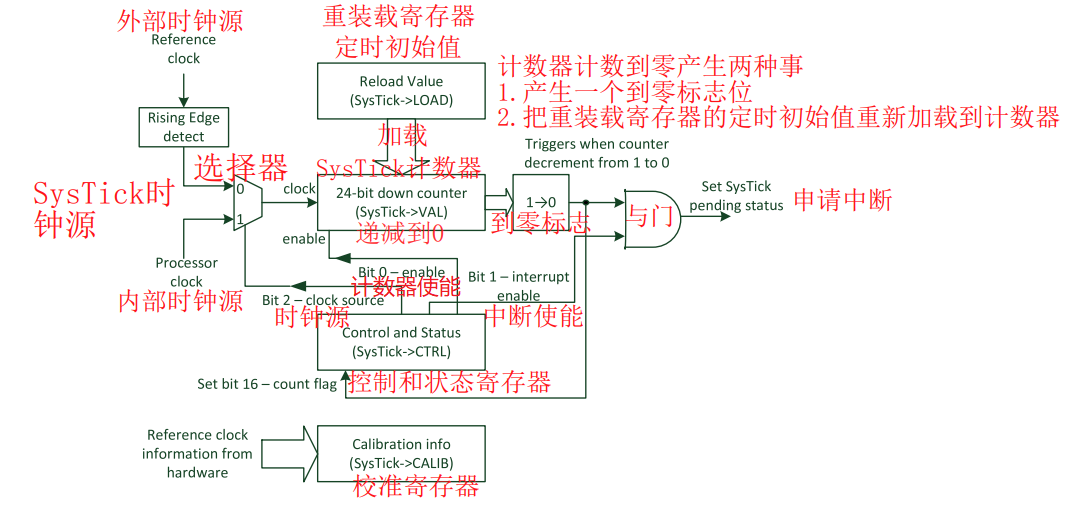 外部时钟源
Reference
clock
重装载寄存器
定时初始值
Reload Value
(SysTick->LOAD)
计数器计数到零产生两种事
1.产生一个到零标志位
2.把重装载寄存器的定时初始值重新加载到计数器
Rising Edge
detect
加载
Triggers when counter
decrement from 1 to 0
选择器
SysTick计数器
SysTick时
钟源
0
1
clock
24-bit down counter
(SysTick->VAL)
递减到0
enable
1→0
到零标志
与门
Set SysTick
pending status
申请中断
Processor
clock
内部时钟源
Bit 0 – enable
计数器使能
Bit 1 – interrupt
enable
中断使能
Bit 2 – clock source
时钟源
Control and Status
(SysTick->CTRL)
控制和状态寄存器
Set bit 16 – count flag
Reference clock
information from
hardware
Calibration info
(SysTick->CALIB)
校准寄存器